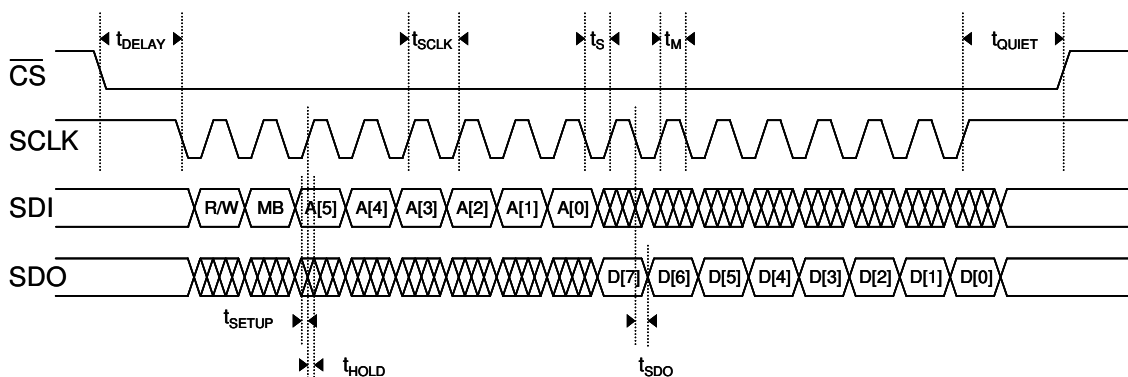 tDELAY tSCLK tS tM tQUIET
CS
SCLK
SDI R/W MB A[5] A[4] A[3] A[2] A[1] A[0]
SDO D[7] D[6] D[5] D[4] D[3] D[2] D[1] D[0]
tSETUP
tHOLD tSDO